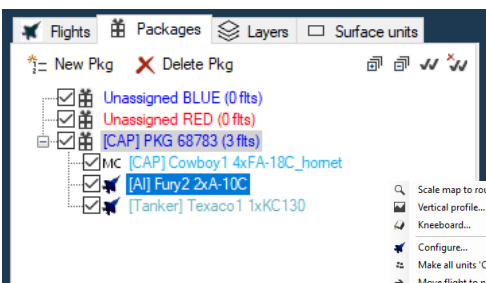 Flights Packages Layers Surface units
New Pkg Delete Pkg
Unassigned BLUE (0 flts)
Unassigned RED (0 flts)
[CAP] PKG 68783 (3 flts)
MC [CAP] Cowboy1 4xFA-18C_hornet
[AI] Fury2 2xA-10C
[Tanker] Texaco1 1xKC130
Scale map to rou
Vertical profile...
Kneeboard...
Configure...
Make all units 'C
Move flight to